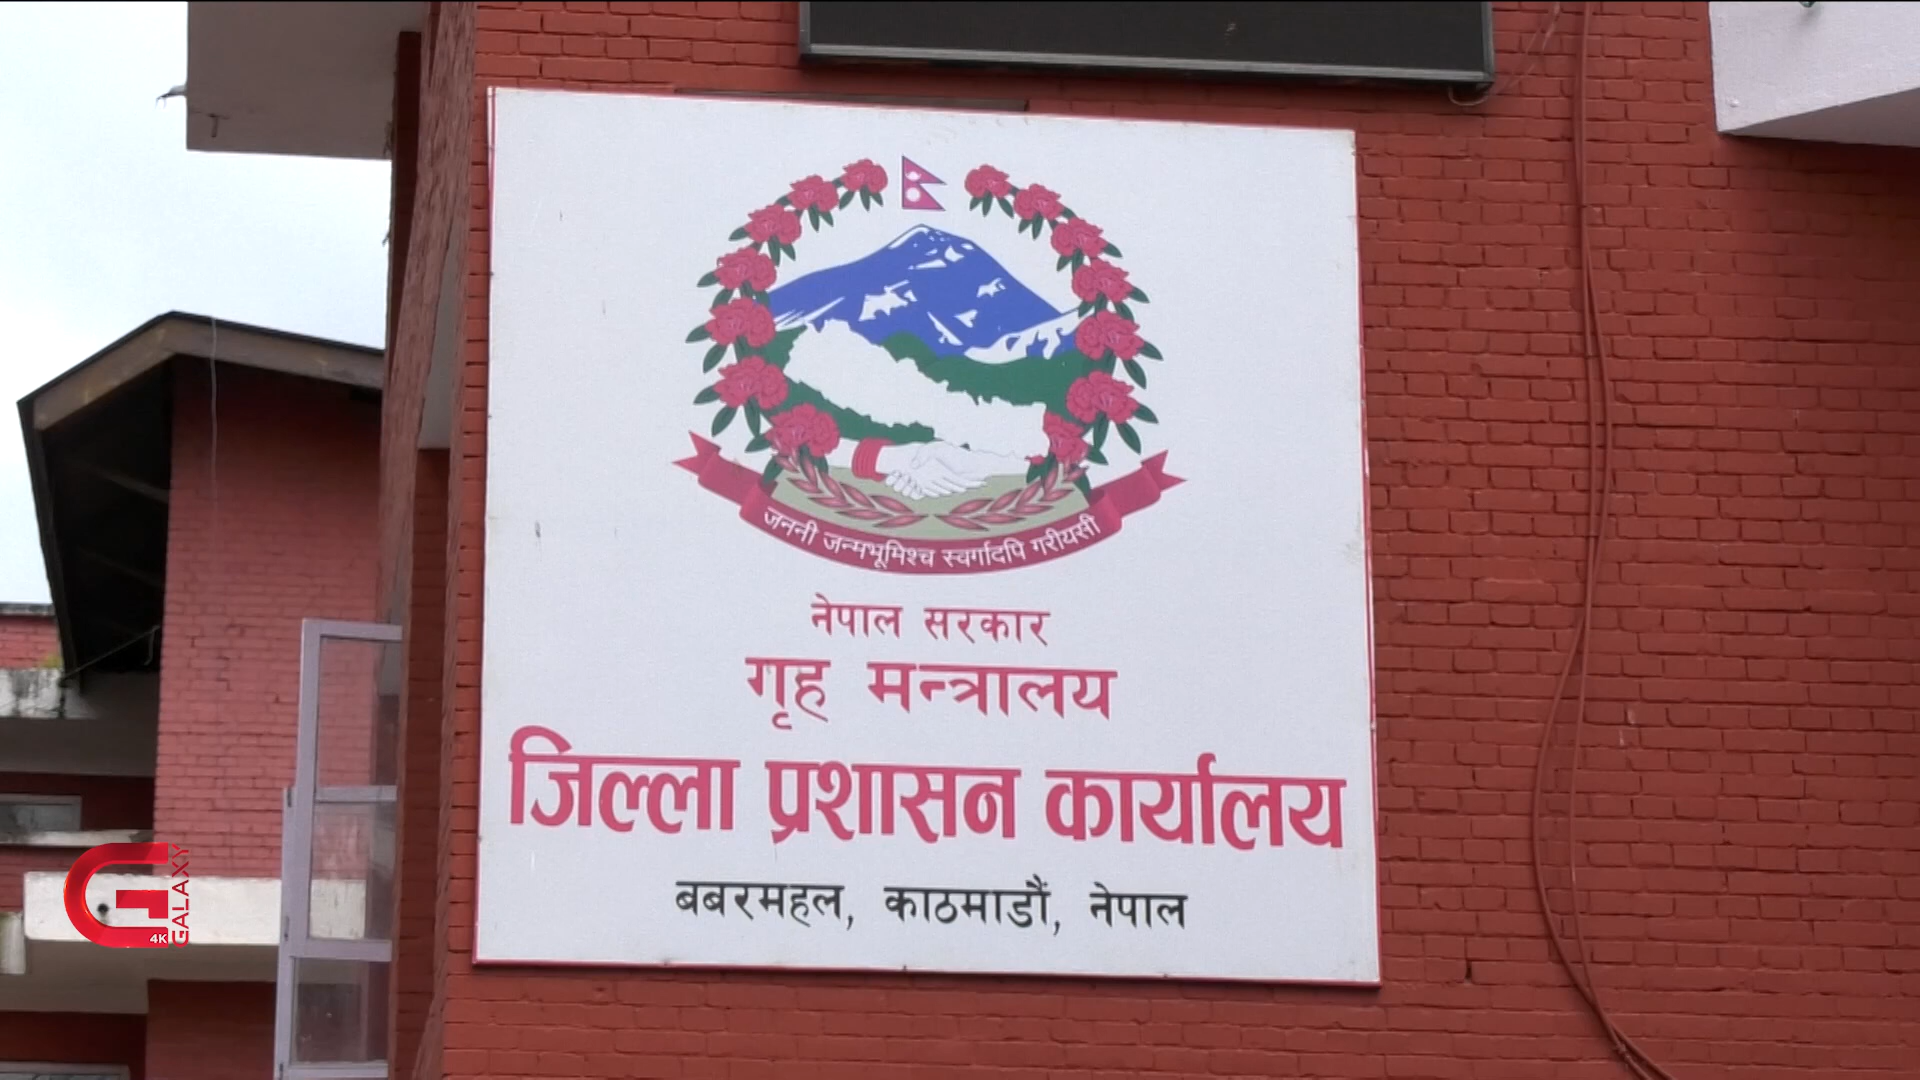 जननी जन्मभूमिश्च स्वर्गादपि गरीयसी
नेपाल सरकार
गृह मन्त्रालय
जिल्ला प्रशासन कार्यालय
बबरमहल, काठमाडौं, नेपाल
G GALAXY
4K